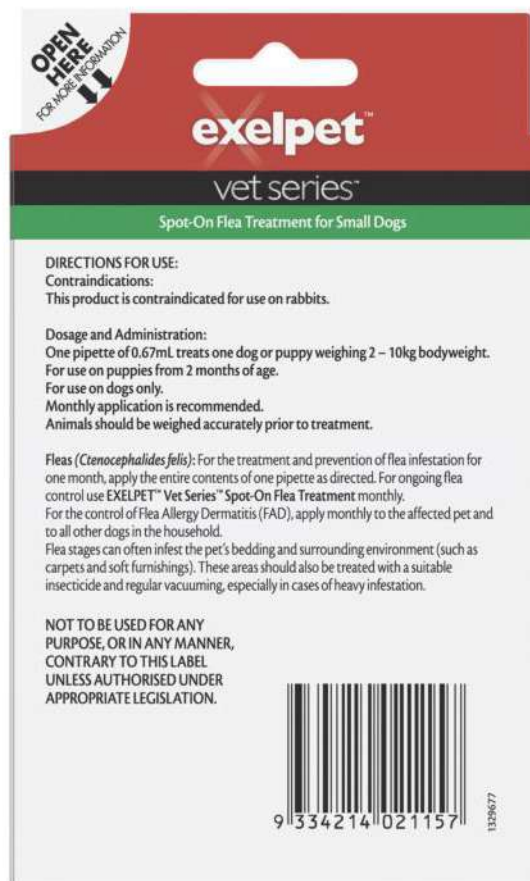 OPEN
HERE
FOR MORE INFORMATION
exelpet™
vet series™
Spot-On Flea Treatment for Small Dogs
DIRECTIONS FOR USE:
Contraindications:
This product is contraindicated for use on rabbits.
Dosage and Administration:
One pipette of 0.67mL treats one dog or puppy weighing 2 – 10kg bodyweight.
For use on puppies from 2 months of age.
For use on dogs only.
Monthly application is recommended.
Animals should be weighed accurately prior to treatment.
Fleas (Ctenocephalides felis): For the treatment and prevention of flea infestation for
one month, apply the entire contents of one pipette as directed. For ongoing flea
control use EXELPET™ Vet Series™ Spot-On Flea Treatment monthly.
For the control of Flea Allergy Dermatitis (FAD), apply monthly to the affected pet and
to all other dogs in the household.
Flea stages can often infest the pet's bedding and surrounding environment (such as
carpets and soft furnishings). These areas should also be treated with a suitable
insecticide and regular vacuuming, especially in cases of heavy infestation.
NOT TO BE USED FOR ANY
PURPOSE, OR IN ANY MANNER,
CONTRARY TO THIS LABEL
UNLESS AUTHORISED UNDER
APPROPRIATE LEGISLATION.
9 334214 021157
1329677